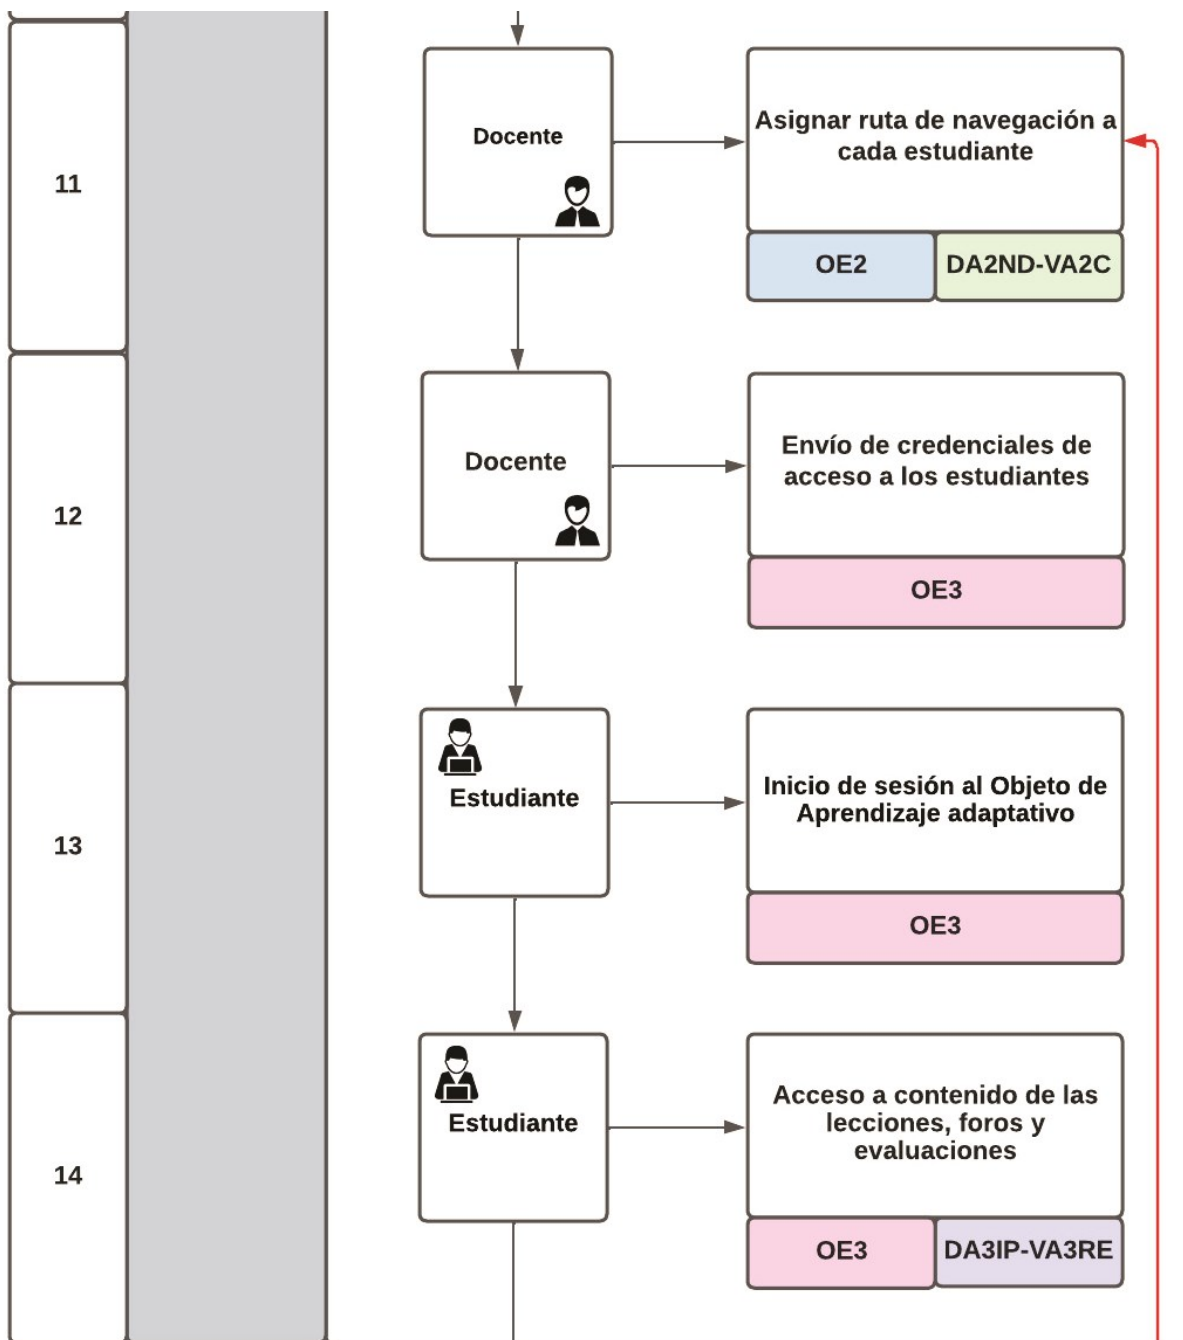 11
Docente
Asignar ruta de navegación a
cada estudiante
OE2
DA2ND-VA2C
12
Docente
Envío de credenciales de
acceso a los estudiantes
OE3
13
Estudiante
Inicio de sesión al Objeto de
Aprendizaje adaptativo
OE3
14
Estudiante
Acceso a contenido de las
lecciones, foros y
evaluaciones
OE3
DA3IP-VA3RE